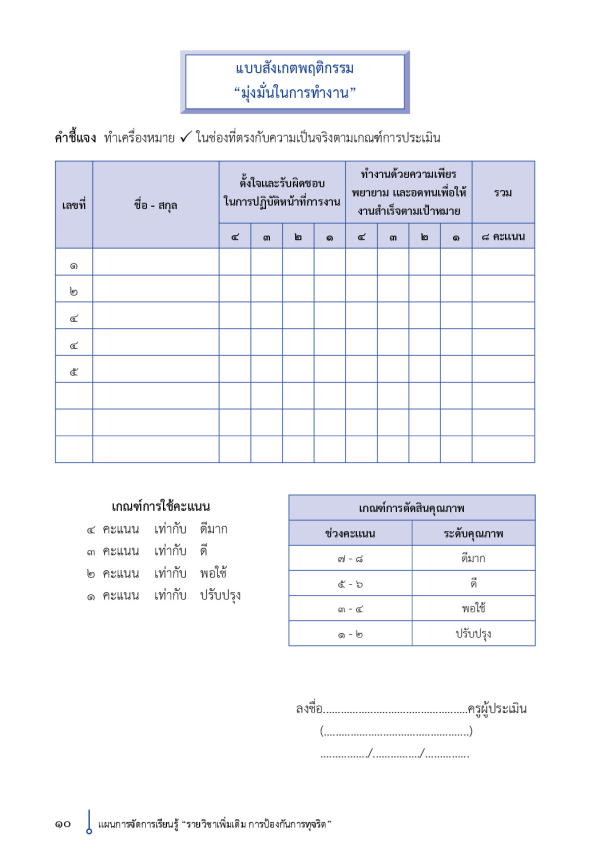 แบบสังเกตพฤติกรรม
“มุ่งมั่นในการทำงาน”
คำชี้แจง ทำเครื่องหมาย ✓ ในช่องที่ตรงกับความเป็นจริงตามเกณฑ์การประเมิน
เลขที่
ชื่อ - สกุล
ตั้งใจและรับผิดชอบ
ในการปฏิบัติหน้าที่การงาน
ทำงานด้วยความเพียร
พยายาม และอดทนเพื่อให้
งานสำเร็จตามเป้าหมาย
รวม
๔ ๓ ๒ ๑ ๔ ๓ ๒ ๑ ๘ คะแนน
๑
๒
๔
๔
๕
เกณฑ์การใช้คะแนน
๔ คะแนน เท่ากับ ดีมาก
๓ คะแนน เท่ากับ ดี
๒ คะแนน เท่ากับ พอใช้
๑ คะแนน เท่ากับ ปรับปรุง
เกณฑ์การตัดสินคุณภาพ
ช่วงคะแนน ระดับคุณภาพ
๗ - ๘ ดีมาก
๕ - ๖ ดี
๓ - ๔ พอใช้
๑ - ๒ ปรับปรุง
ลงชื่อ.................................................ครูผู้ประเมิน
(.................................................)
................/................/...............
๑๐ แผนการจัดการเรียนรู้ “รายวิชาเพิ่มเติม การป้องกันการทุจริต”